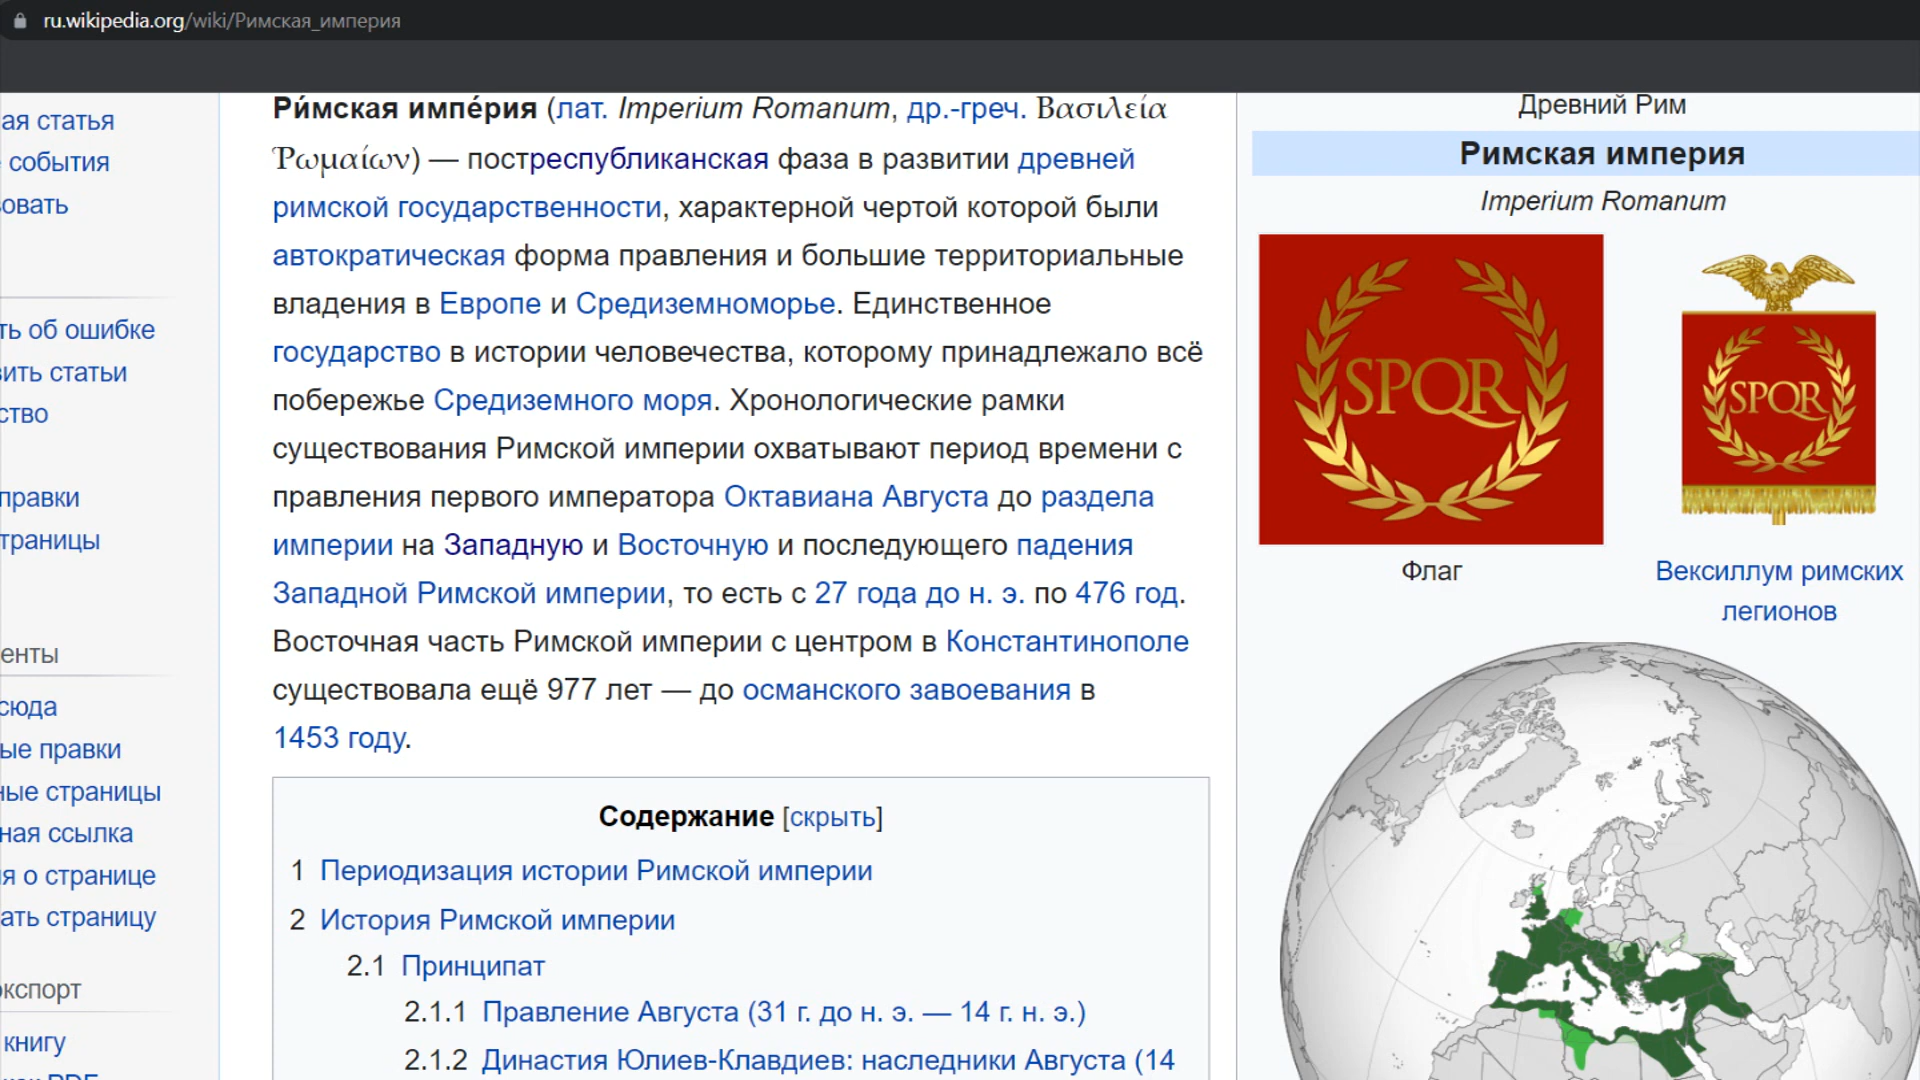 ru.wikipedia.org/wiki/Римская_империя
ая статья
события
овать
ть об ошибке
вить статьи
ство
правки
траницы
енты
сюда
ые правки
ные страницы
ная ссылка
я о странице
ать страницу
кспорт
книгу
Ри́мская импе́рия (лат. Imperium Romanum, др.-греч. Βασιλεία
Ῥωμαίων) — постреспубликанская фаза в развитии древней
римской государственности, характерной чертой которой были
автократическая форма правления и большие территориальные
владения в Европе и Средиземноморье. Единственное
государство в истории человечества, которому принадлежало всё
побережье Средиземного моря. Хронологические рамки
существования Римской империи охватывают период времени с
правления первого императора Октавиана Августа до раздела
империи на Западную и Восточную и последующего падения
Западной Римской империи, то есть с 27 года до н. э. по 476 год.
Восточная часть Римской империи с центром в Константинополе
существовала ещё 977 лет — до османского завоевания в
1453 году.
Содержание [скрыть]
1 Периодизация истории Римской империи
2 История Римской империи
2.1 Принципат
2.1.1 Правление Августа (31 г. до н. э. — 14 г. н. э.)
2.1.2 Династия Юлиев-Клавдиев: наследники Августа (14
Древний Рим
Римская империя
Imperium Romanum
SPQR
SPQR
Флаг
Вексиллум римских
легионов